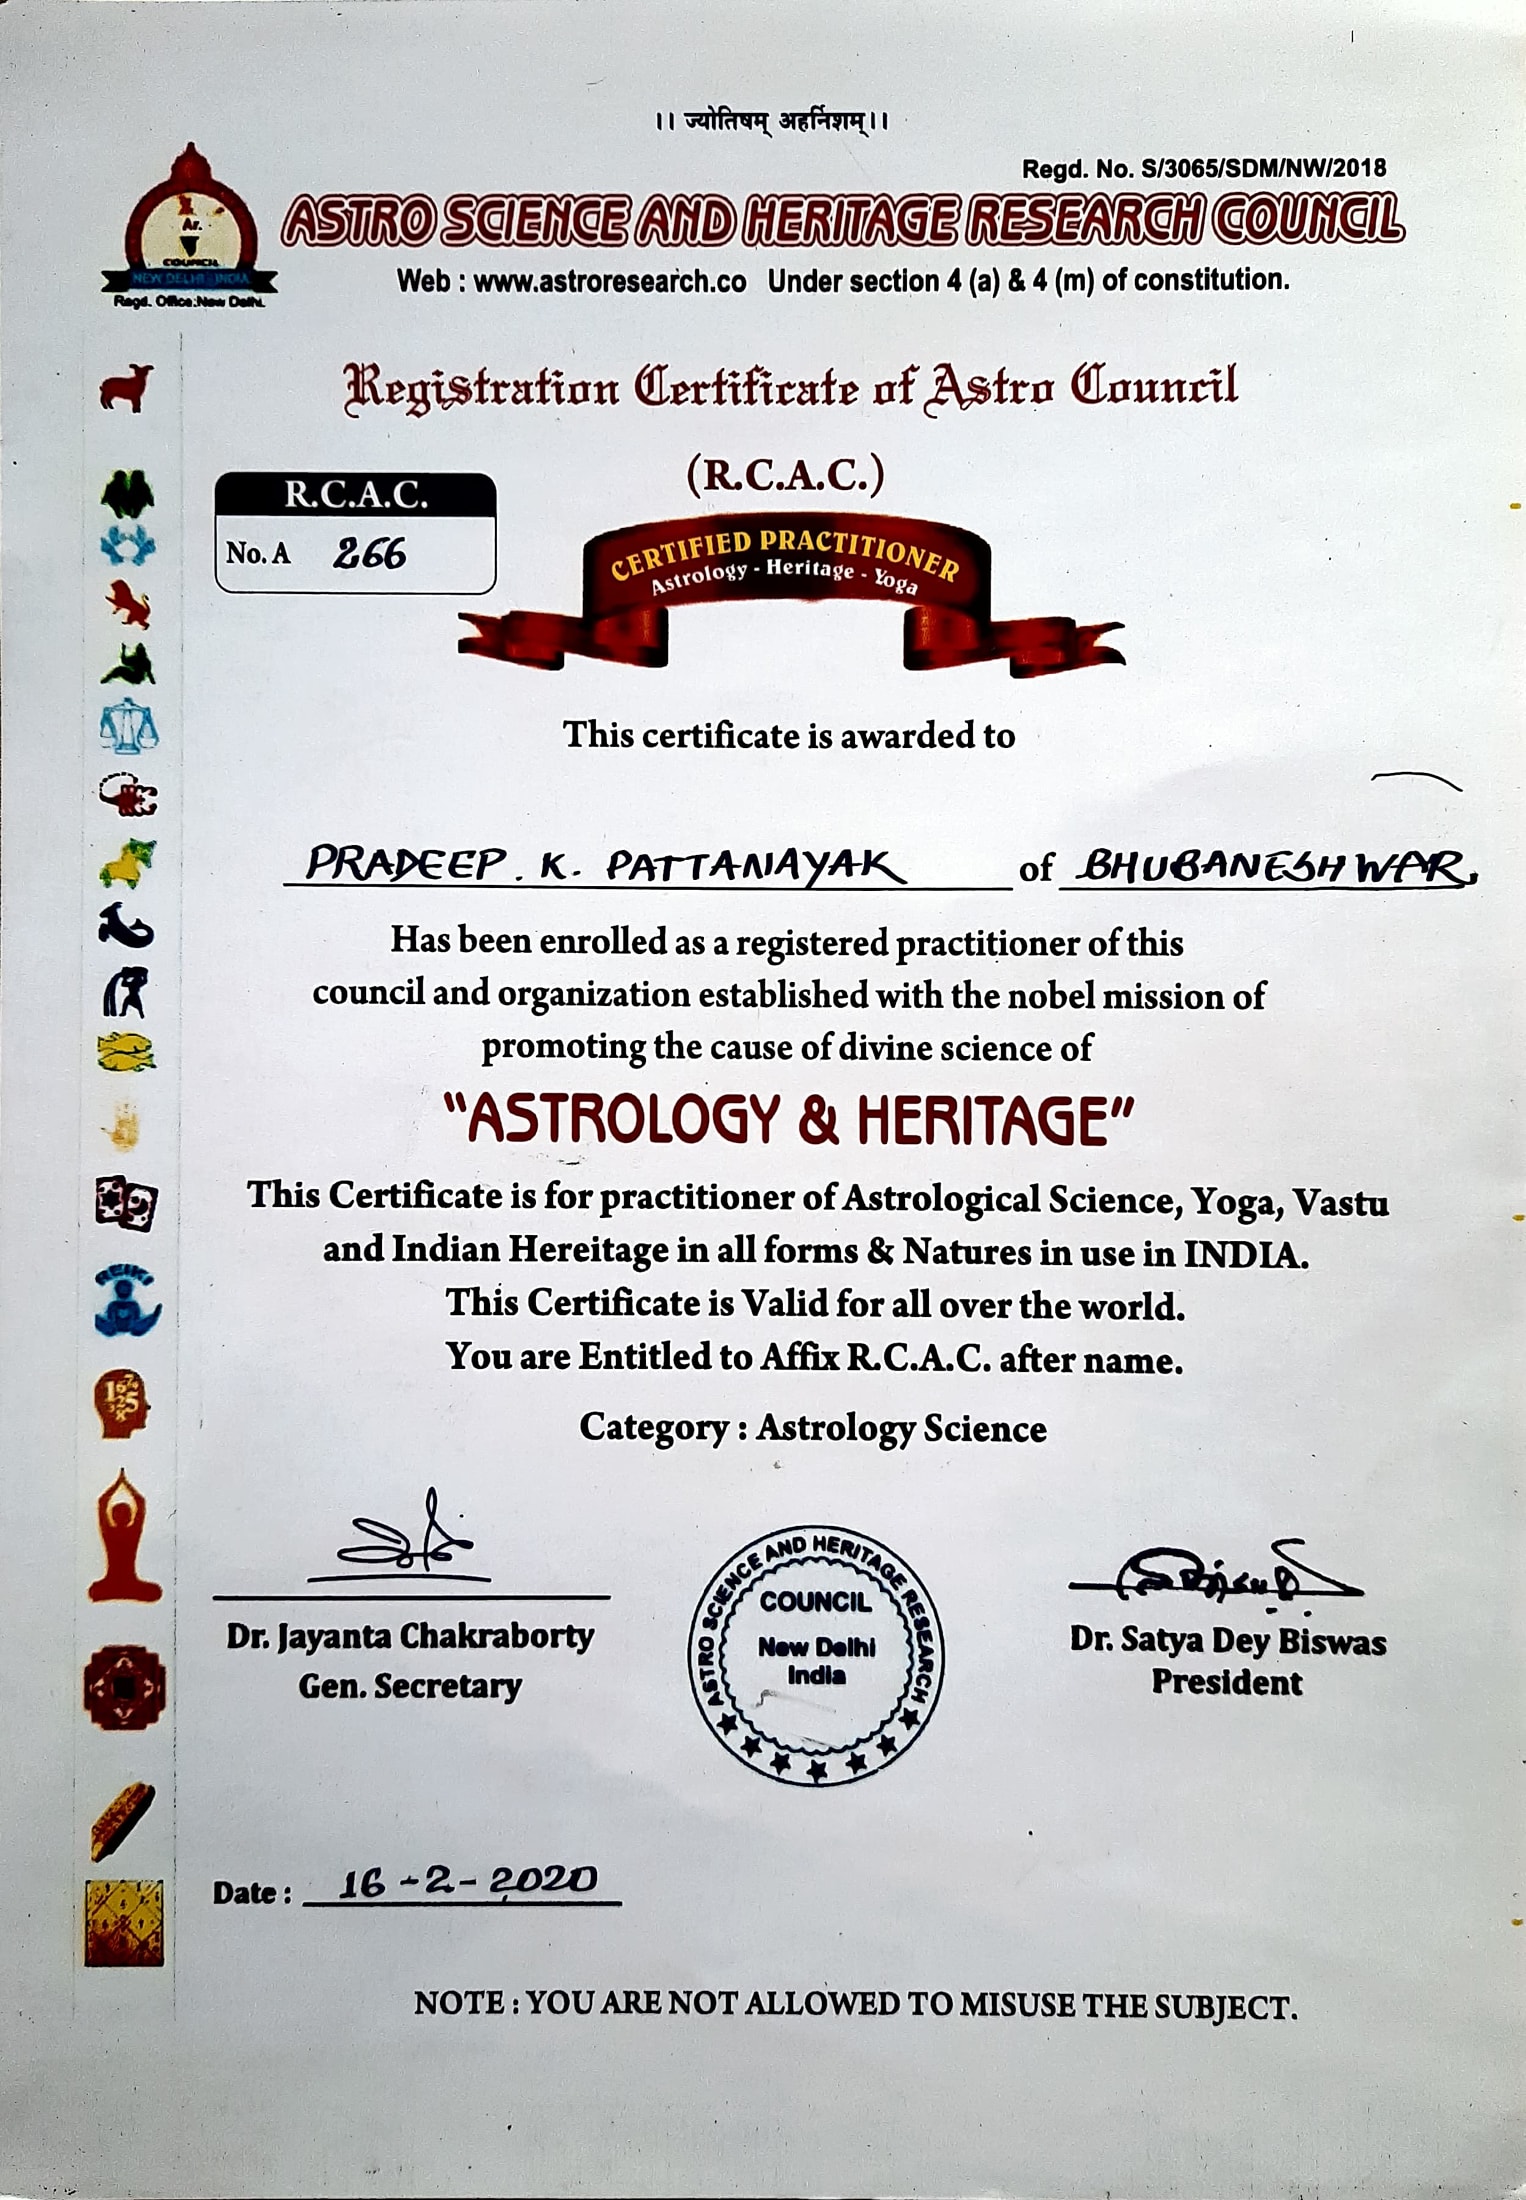 ।। ज्योतिषम् अहर्निशम्।।
Regd. No. S/3065/SDM/NW/2018
ASTRO SCIENCE AND HERITAGE RESEARCH COUNCIL
Ar.
COUNCIL
NEW DELHI - INDIA
Regd. Office:New Delhi.
Web : www.astroresearch.co Under section 4 (a) & 4 (m) of constitution.
Registration Certificate of Astro Council
(R.C.A.C.)
R.C.A.C.
No. A 266
CERTIFIED PRACTITIONER
Astrology - Heritage - Yoga
This certificate is awarded to
PRADEEP. K. PATTANAYAK of BHUBANESHWAR
Has been enrolled as a registered practitioner of this
council and organization established with the nobel mission of
promoting the cause of divine science of
"ASTROLOGY & HERITAGE"
This Certificate is for practitioner of Astrological Science, Yoga, Vastu
and Indian Hereitage in all forms & Natures in use in INDIA.
REIKI
This Certificate is Valid for all over the world.
You are Entitled to Affix R.C.A.C. after name.
Category : Astrology Science
ASTRO SCIENCE AND HERITAGE RESEARCH
COUNCIL
New Delhi
India
Dr. Jayanta Chakraborty
Gen. Secretary
Dr. Satya Dey Biswas
President
Date : 16-2-2020
NOTE : YOU ARE NOT ALLOWED TO MISUSE THE SUBJECT.